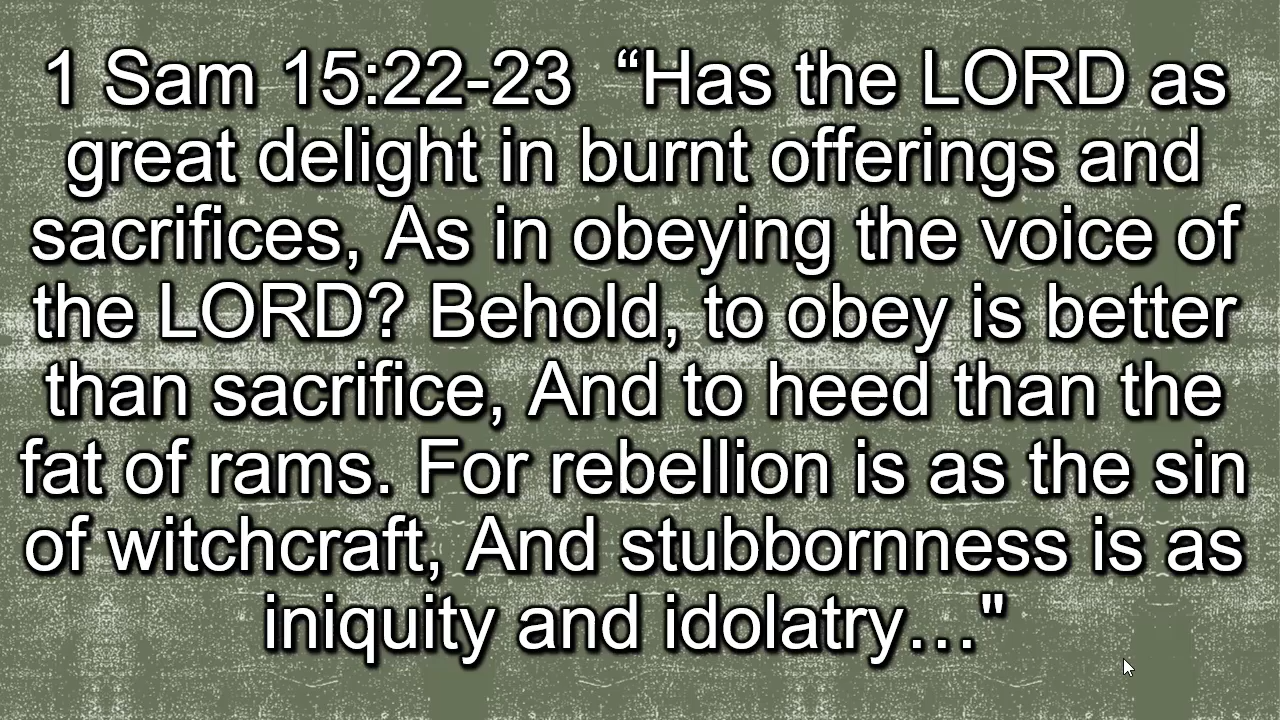 1 Sam 15:22-23  “Has the LORD as
great delight in burnt offerings and
sacrifices, As in obeying the voice of
the LORD? Behold, to obey is better
than sacrifice, And to heed than the
fat of rams. For rebellion is as the sin
of witchcraft, And stubbornness is as
iniquity and idolatry…"